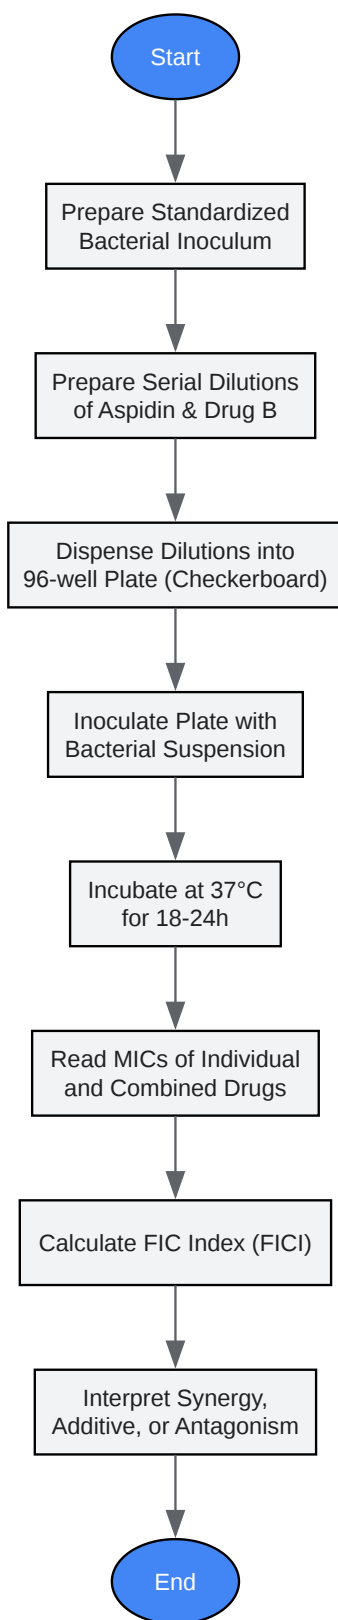 Start
Prepare Standardized
Bacterial Inoculum
Prepare Serial Dilutions
of Aspidin & Drug B
Dispense Dilutions into
96-well Plate (Checkerboard)
Inoculate Plate with
Bacterial Suspension
Incubate at 37°C
for 18-24h
Read MICs of Individual
and Combined Drugs
Calculate FIC Index (FICI)
Interpret Synergy,
Additive, or Antagonism
End